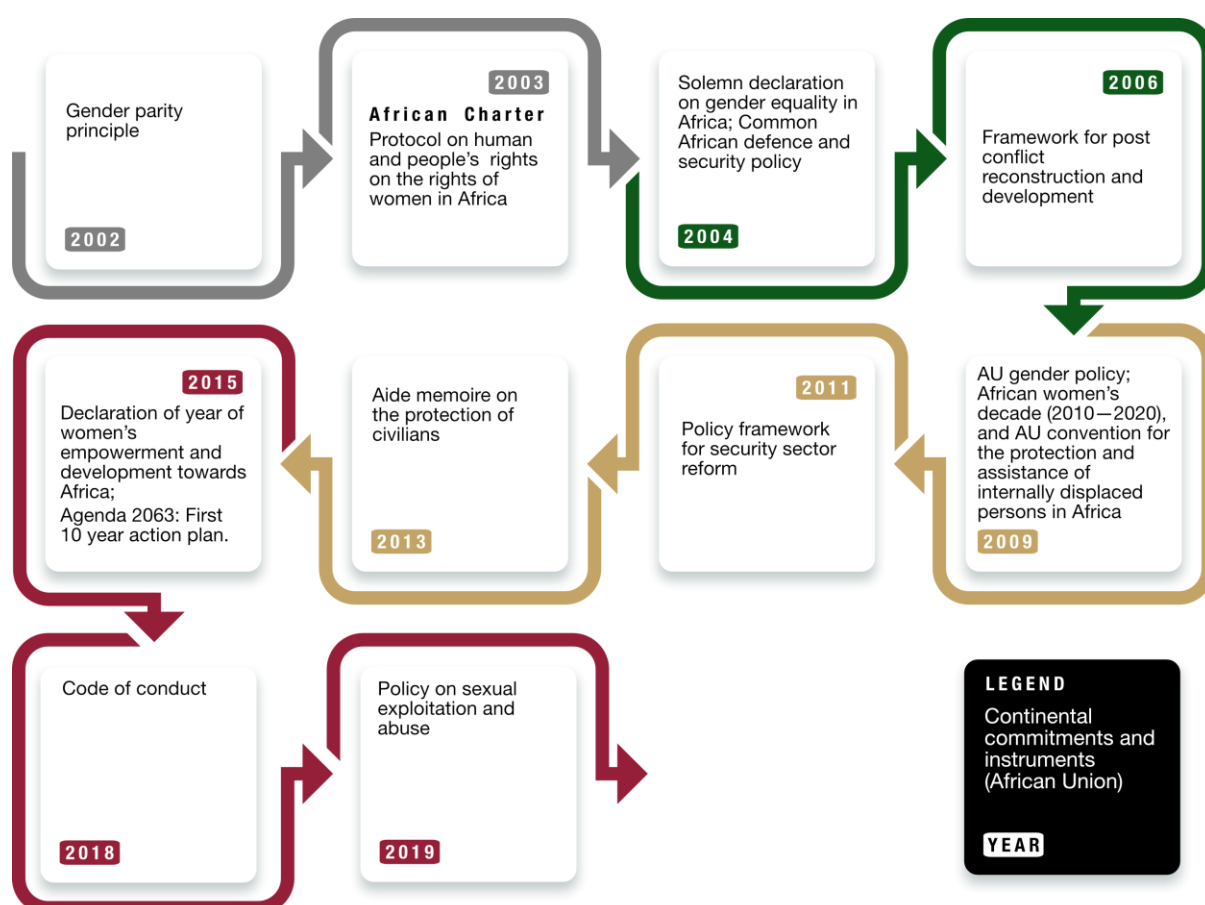 Gender parity
principle
2002
2003
African Charter
Protocol on human
and people's  rights
on the rights of
women in Africa
Solemn declaration
on gender equality in
Africa; Common
African defence and
security policy
2004
2006
Framework for post
conflict
reconstruction and
development
AU gender policy;
African women's
decade (2010—2020),
and AU convention for
the protection and
assistance of
internally displaced
persons in Africa
2009
2011
Policy framework
for security sector
reform
Aide memoire on
the protection of
civilians
2013
2015
Declaration of year of
women's
empowerment and
development towards
Africa;
Agenda 2063: First
10 year action plan.
Code of conduct
2018
Policy on sexual
exploitation and
abuse
2019
LEGEND
Continental
commitments and
instruments
(African Union)
YEAR